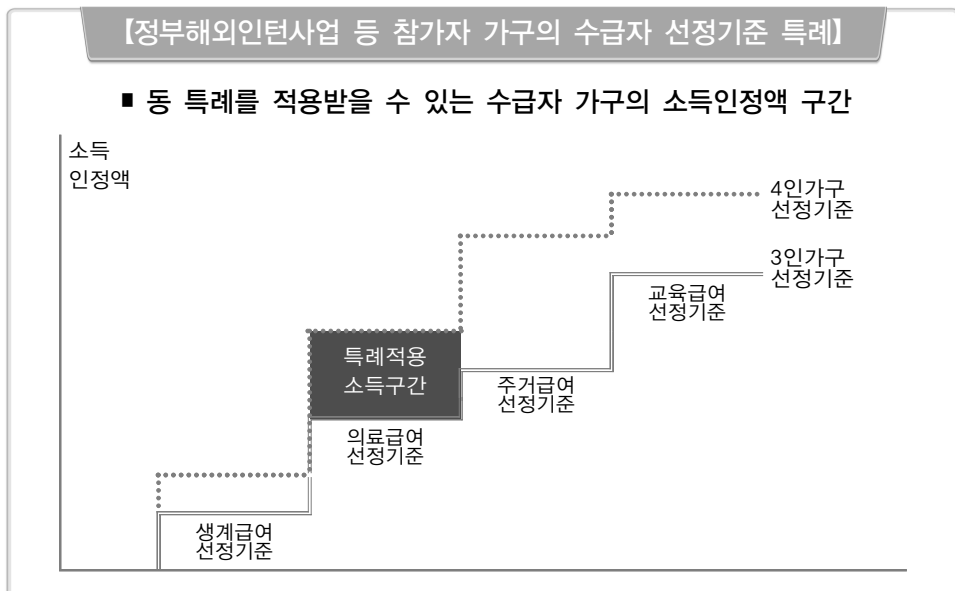 【정부해외인턴사업 등 참가자 가구의 수급자 선정기준 특례】
■ 동 특례를 적용받을 수 있는 수급자 가구의 소득인정액 구간
소득
인정액
4인가구
선정기준
3인가구
선정기준
교육급여
선정기준
특례적용
소득구간
주거급여
선정기준
의료급여
선정기준
생계급여
선정기준